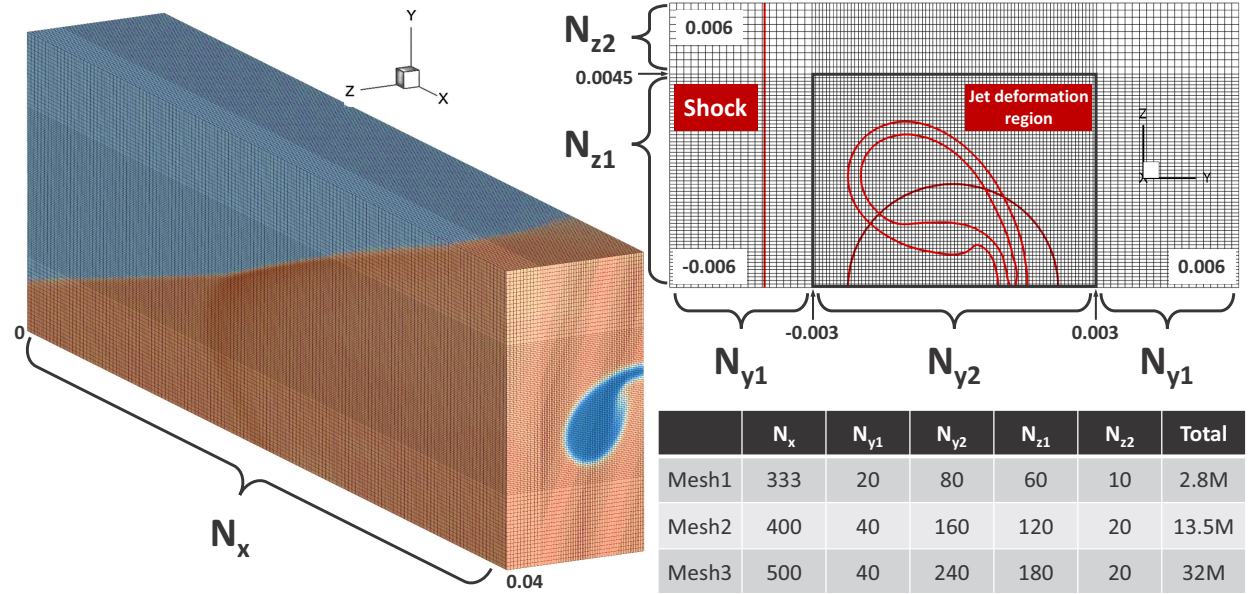 Y
Z
X
0
N_x
0.04
N_z2
0.006
0.0045
N_z1
Shock
Jet deformation
region
Z
X
Y
-0.006
0.006
-0.003
0.003
N_y1
N_y2
N_y1
N_x N_y1 N_y2 N_z1 N_z2 Total
Mesh1 333 20 80 60 10 2.8M
Mesh2 400 40 160 120 20 13.5M
Mesh3 500 40 240 180 20 32M